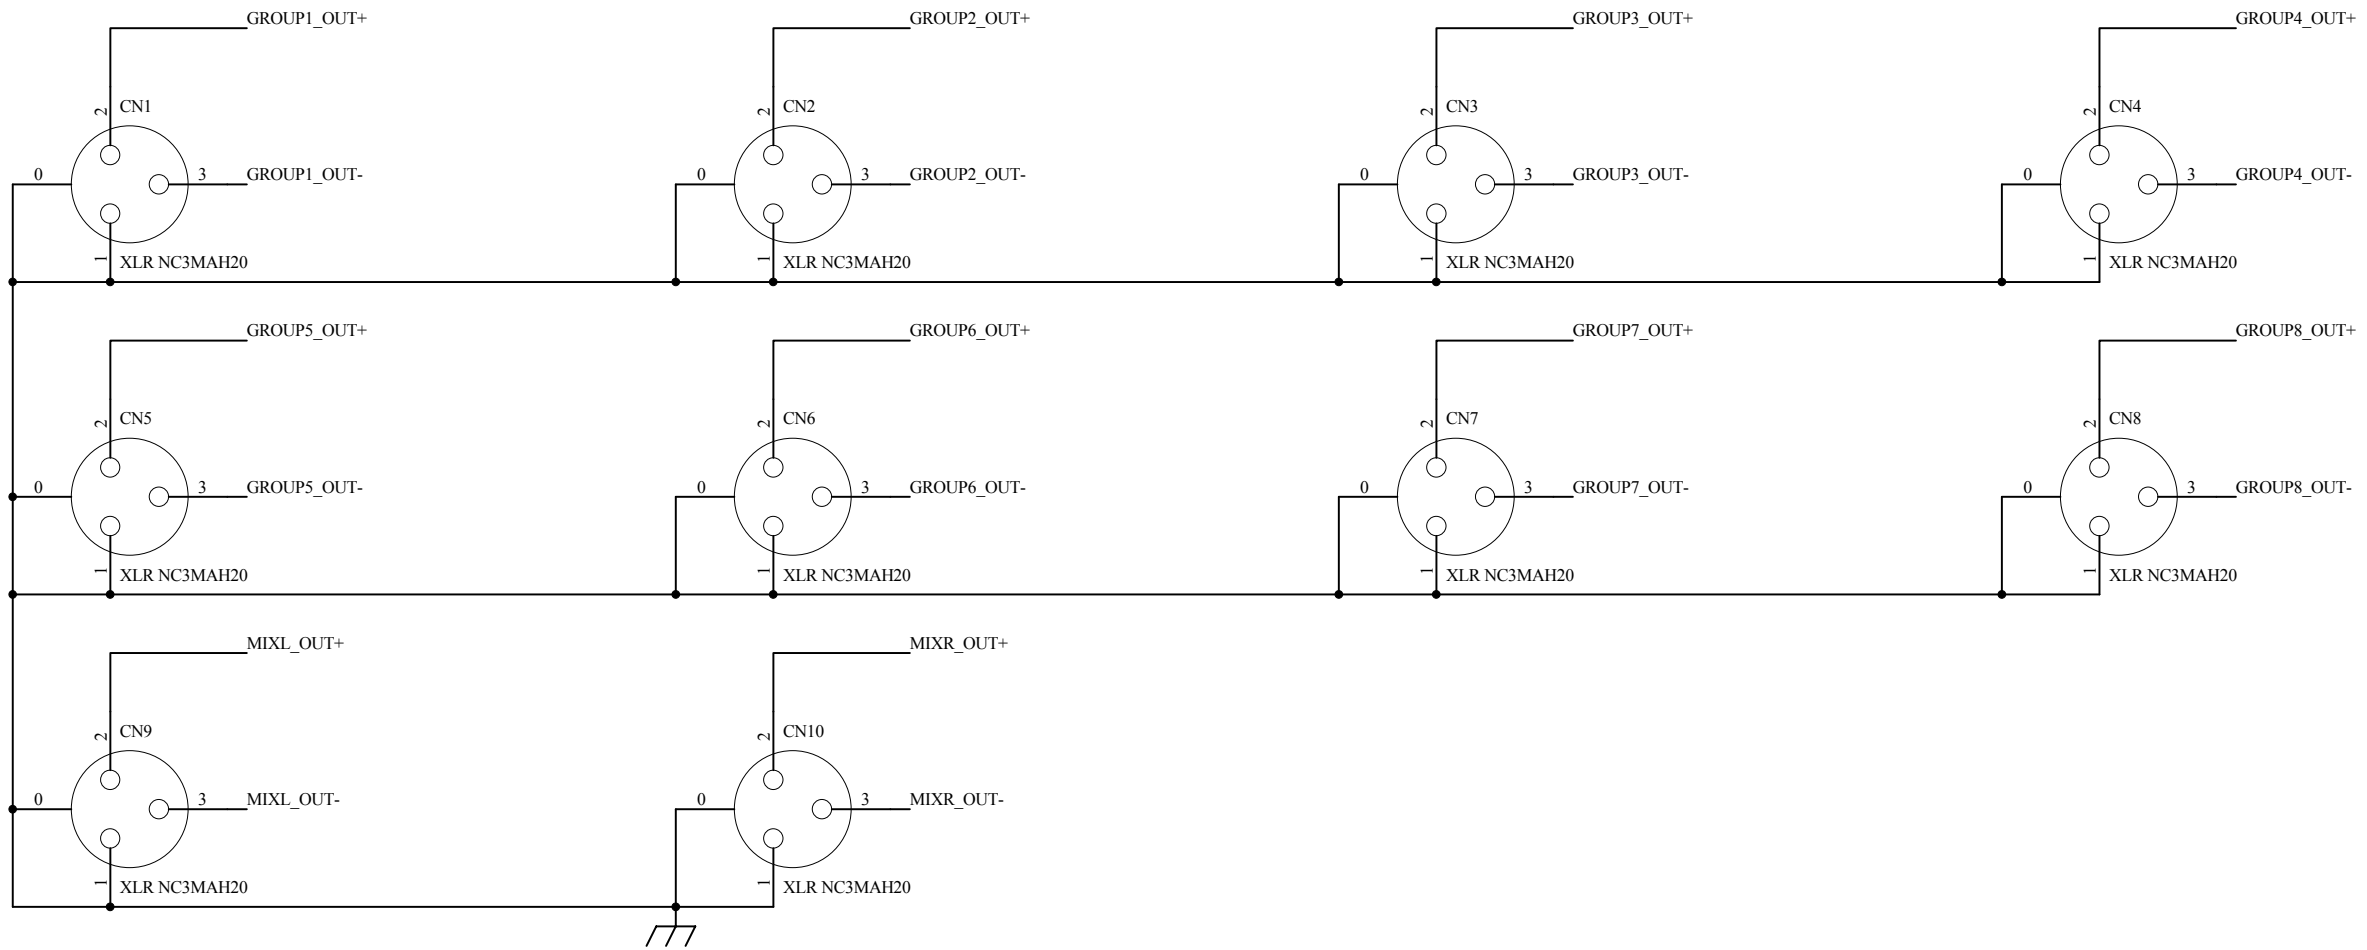 GROUP1_OUT+
GROUP2_OUT+
GROUP3_OUT+
GROUP4_OUT+
2 CN1
2 CN2
2 CN3
2 CN4
0 3 GROUP1_OUT-
0 3 GROUP2_OUT-
0 3 GROUP3_OUT-
0 3 GROUP4_OUT-
1 XLR NC3MAH20
1 XLR NC3MAH20
1 XLR NC3MAH20
1 XLR NC3MAH20
GROUP5_OUT+
GROUP6_OUT+
GROUP7_OUT+
GROUP8_OUT+
2 CN5
2 CN6
2 CN7
2 CN8
0 3 GROUP5_OUT-
0 3 GROUP6_OUT-
0 3 GROUP7_OUT-
0 3 GROUP8_OUT-
1 XLR NC3MAH20
1 XLR NC3MAH20
1 XLR NC3MAH20
1 XLR NC3MAH20
MIXL_OUT+
MIXR_OUT+
2 CN9
2 CN10
0 3 MIXL_OUT-
0 3 MIXR_OUT-
1 XLR NC3MAH20
1 XLR NC3MAH20